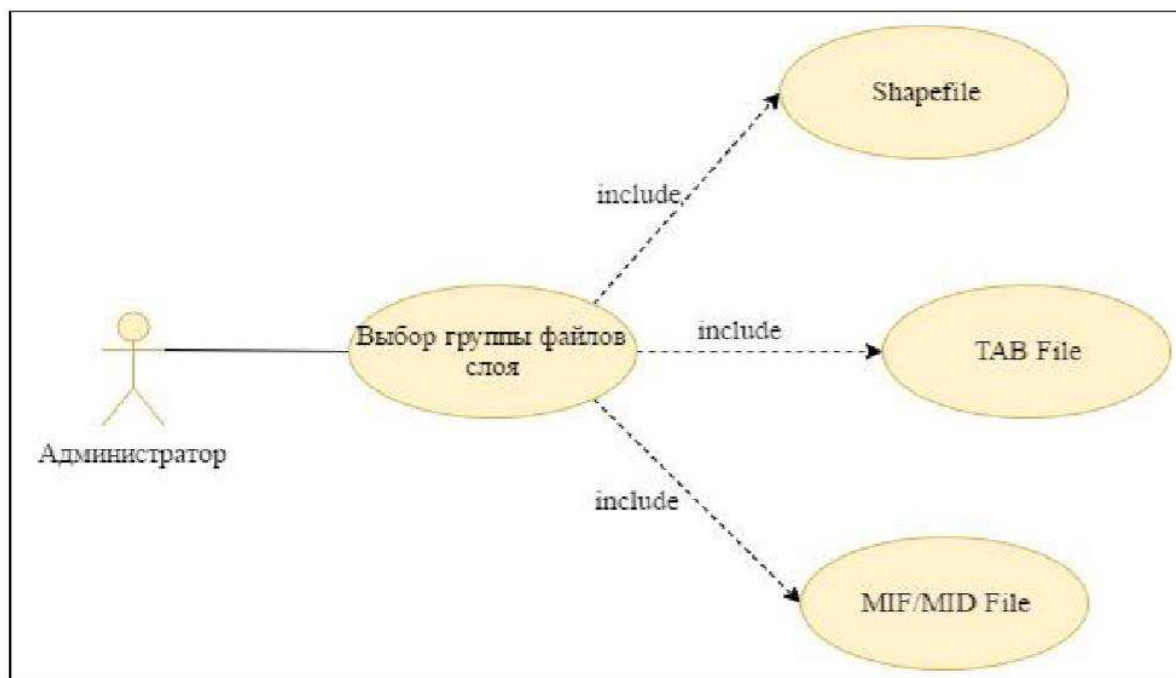 Shapefile
include
Выбор группы файлов
слоя
include
TAB File
Администратор
include
MIF/MID File